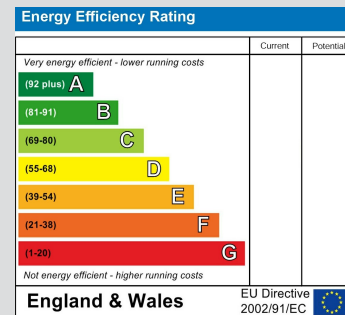 Energy Efficiency Rating
Current Potential
Very energy efficient - lower running costs
(92 plus) A
(81-91) B
(69-80) C
(55-68) D
(39-54) E
(21-38) F
(1-20) G
Not energy efficient - higher running costs
England & Wales
EU Directive
2002/91/EC